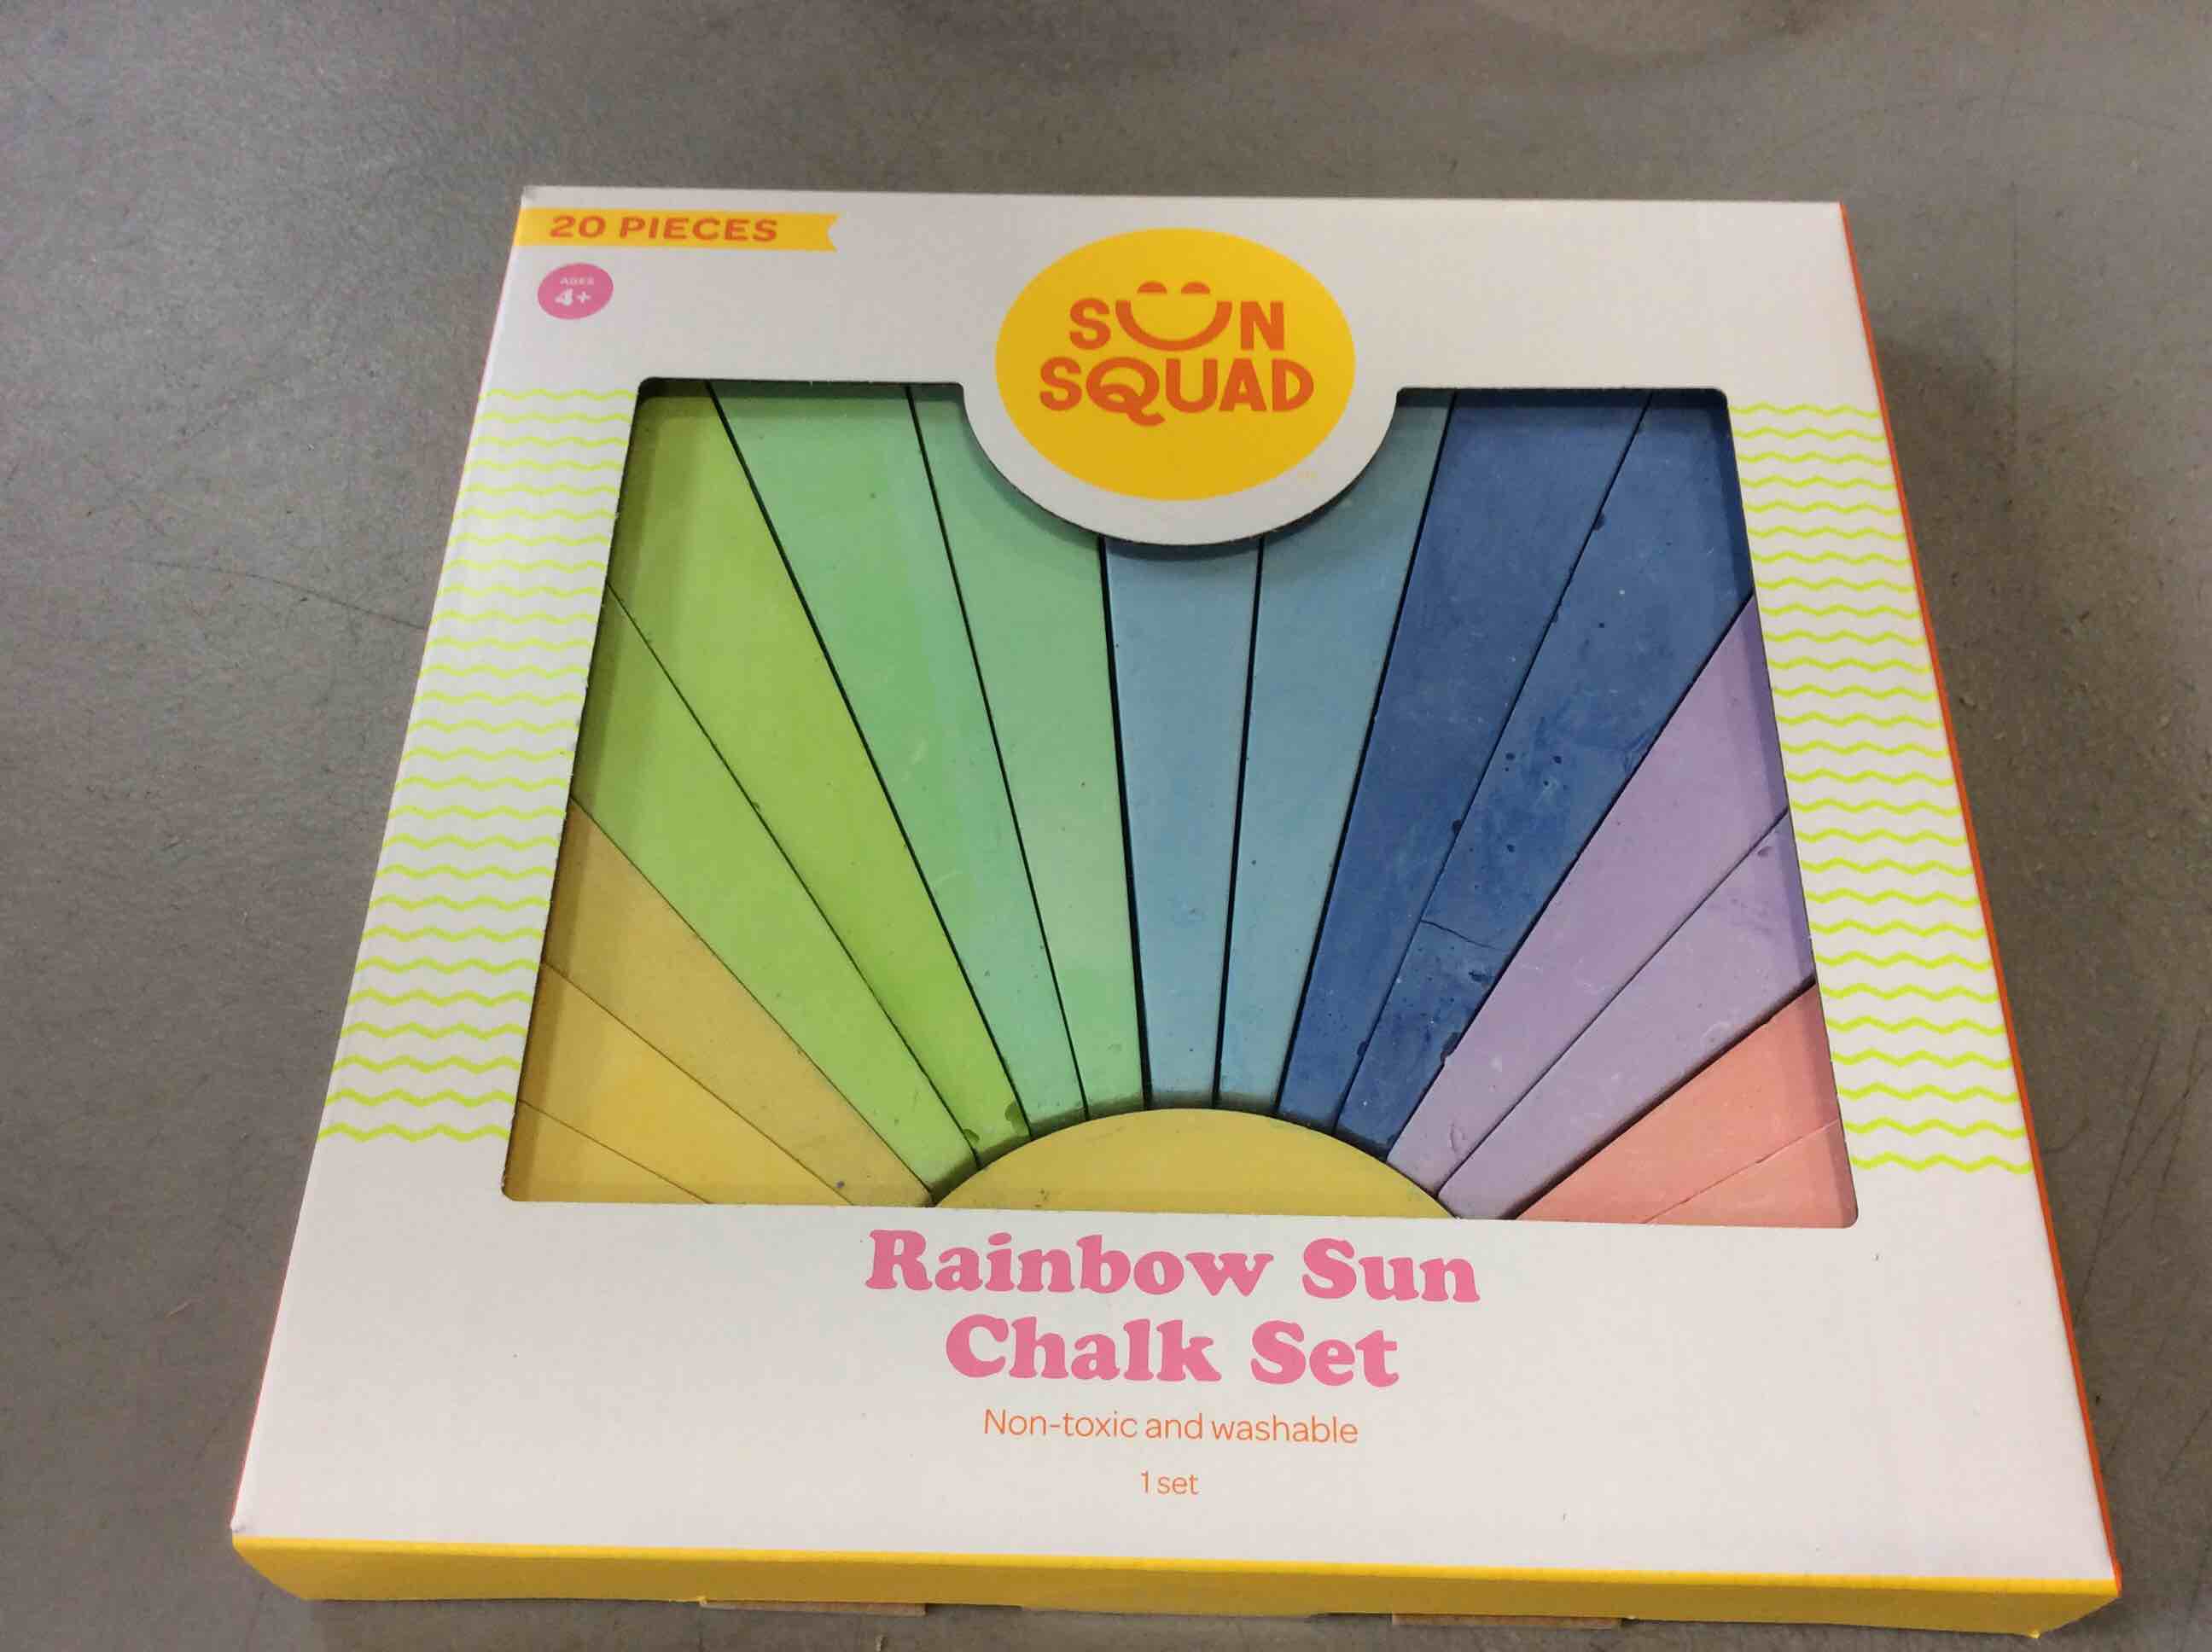 20 PIECES
AGES
4+
SUN
SQUAD
Rainbow Sun
Chalk Set
Non-toxic and washable
1 set